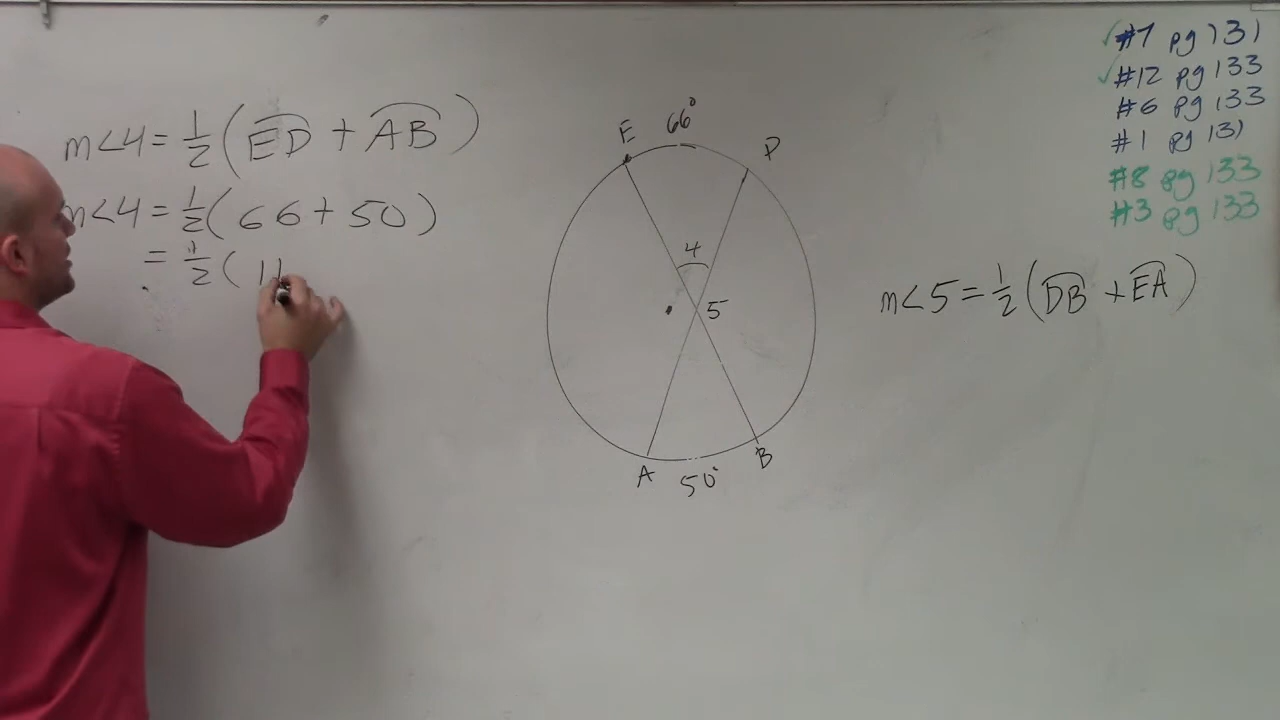 m<4 = 1/2 (ED + AB)
m<4 = 1/2 (66 + 50)
= 1/2 ( 11
E
66°
D
4
5
A
50°
B
m<5 = 1/2 (DB + EA)
#7 pg 131
#12 pg 133
#6 pg 133
#1 pg 131
#8 pg 133
#3 pg 133